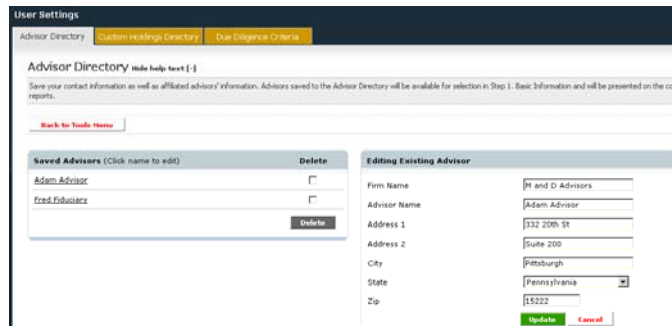 User Settings
Advisor Directory Custom Holdings Directory Due Diligence Criteria
Advisor Directory Hide help text [-]
Save your contact information as well as affiliated advisors' information. Advisors saved to the Advisor Directory will be available for selection in Step 1. Basic Information and will be presented on the co
reports.
Back to Tools Menu
Saved Advisors (Click name to edit) Delete
Adam Advisor
Fred Fiduciary
Delete
Editing Existing Advisor
Firm Name M and D Advisors
Advisor Name Adam Advisor
Address 1 332 20th St
Address 2 Suite 200
City Pittsburgh
State Pennsylvania
Zip 15222
Update Cancel